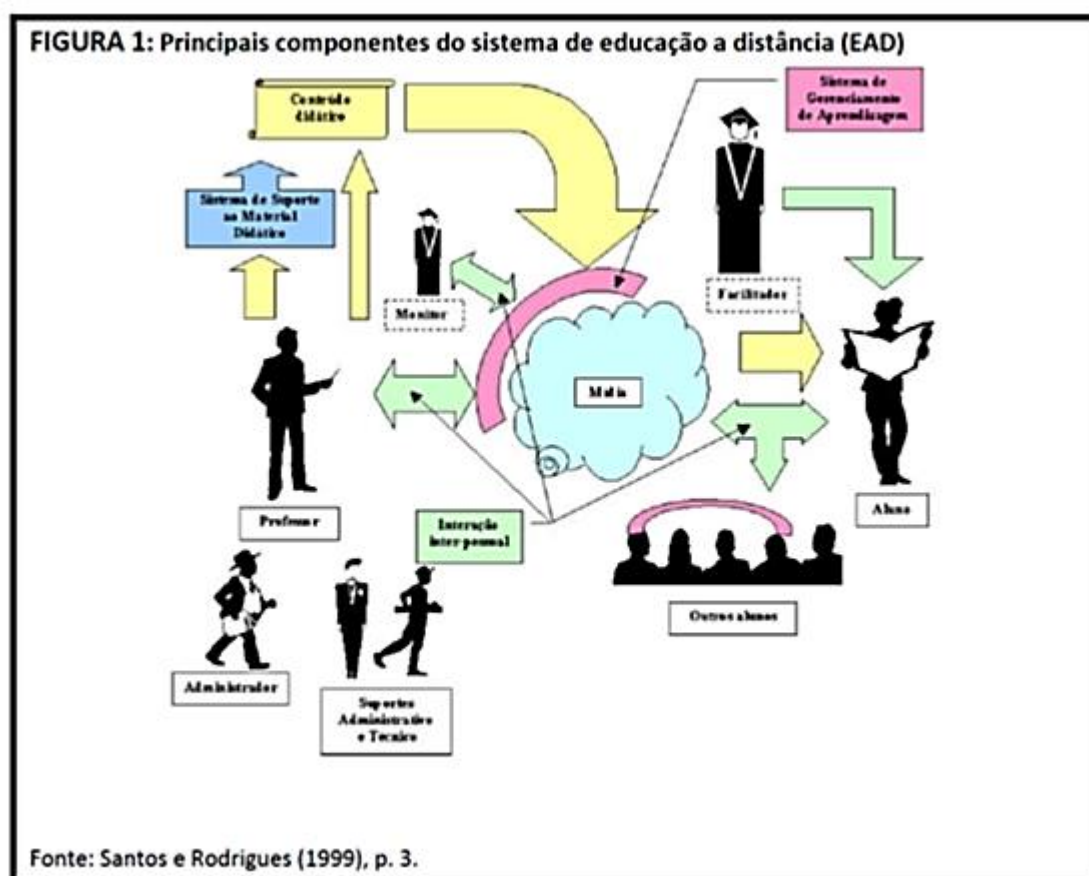 FIGURA 1: Principais componentes do sistema de educação a distância (EAD)
Conteúdo
didático
Sistema de
Gerenciamento
de Aprendizagem
Sistema de Suporte
ao Material
Didático
Monitor
Facilitador
Mídia
Professor
Interação
inter-pessoal
Aluno
Outros alunos
Administrador
Suportes
Administrativo
e Técnico
Fonte: Santos e Rodrigues (1999), p. 3.